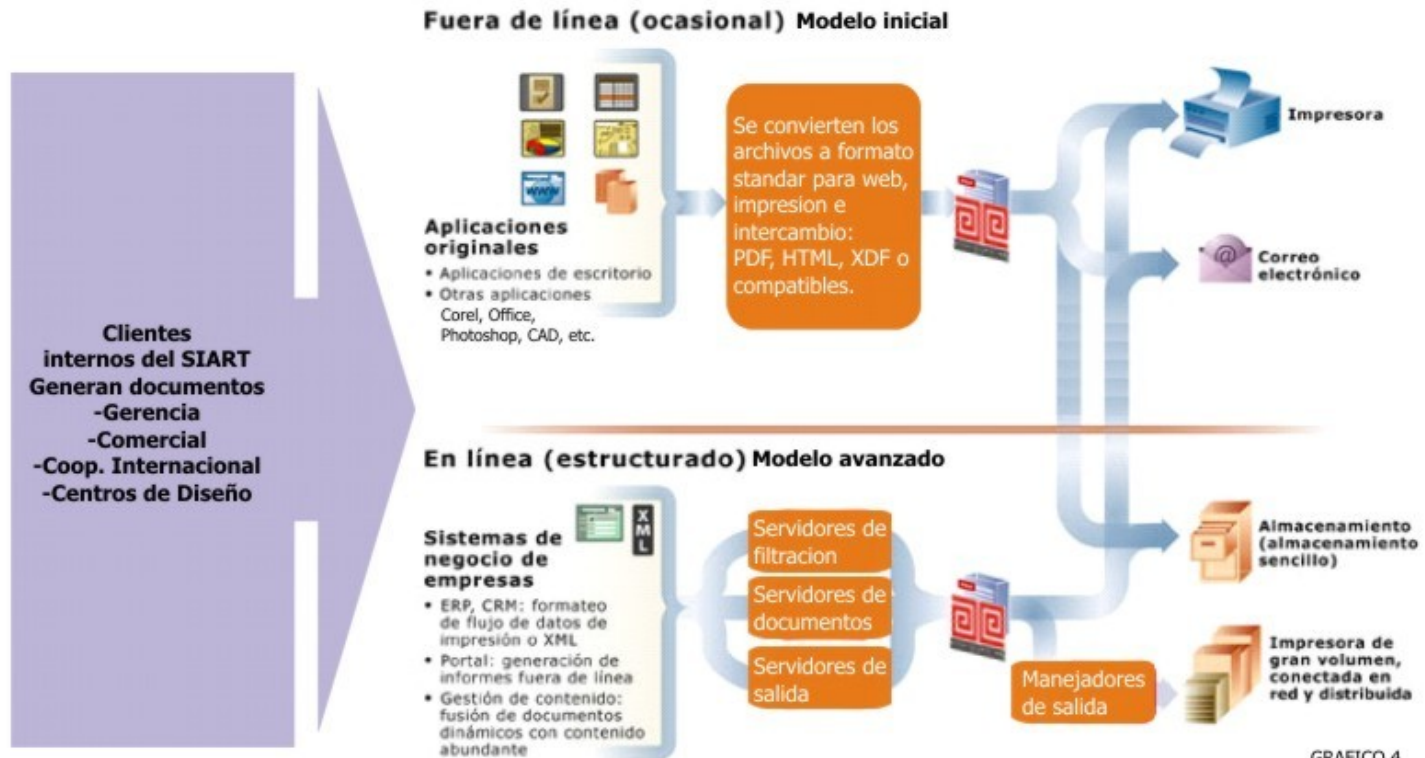 Fuera de línea (ocasional) Modelo inicial
Clientes
internos del SIART
Generan documentos
-Gerencia
-Comercial
-Coop. Internacional
-Centros de Diseño
www
Aplicaciones
originales
• Aplicaciones de escritorio
• Otras aplicaciones
Corel, Office,
Photoshop, CAD, etc.
Se convierten los
archivos a formato
standar para web,
impresion e
intercambio:
PDF, HTML, XDF o
compatibles.
Impresora
@
Correo
electrónico
En línea (estructurado) Modelo avanzado
XML
Sistemas de
negocio de
empresas
• ERP, CRM: formateo
de flujo de datos de
impresión o XML
• Portal: generación de
informes fuera de línea
• Gestión de contenido:
fusión de documentos
dinámicos con contenido
abundante
Servidores de
filtracion
Servidores de
documentos
Servidores de
salida
Manejadores
de salida
Almacenamiento
(almacenamiento
sencillo)
Impresora de
gran volumen,
conectada en
red y distribuida
GRAFICO 4